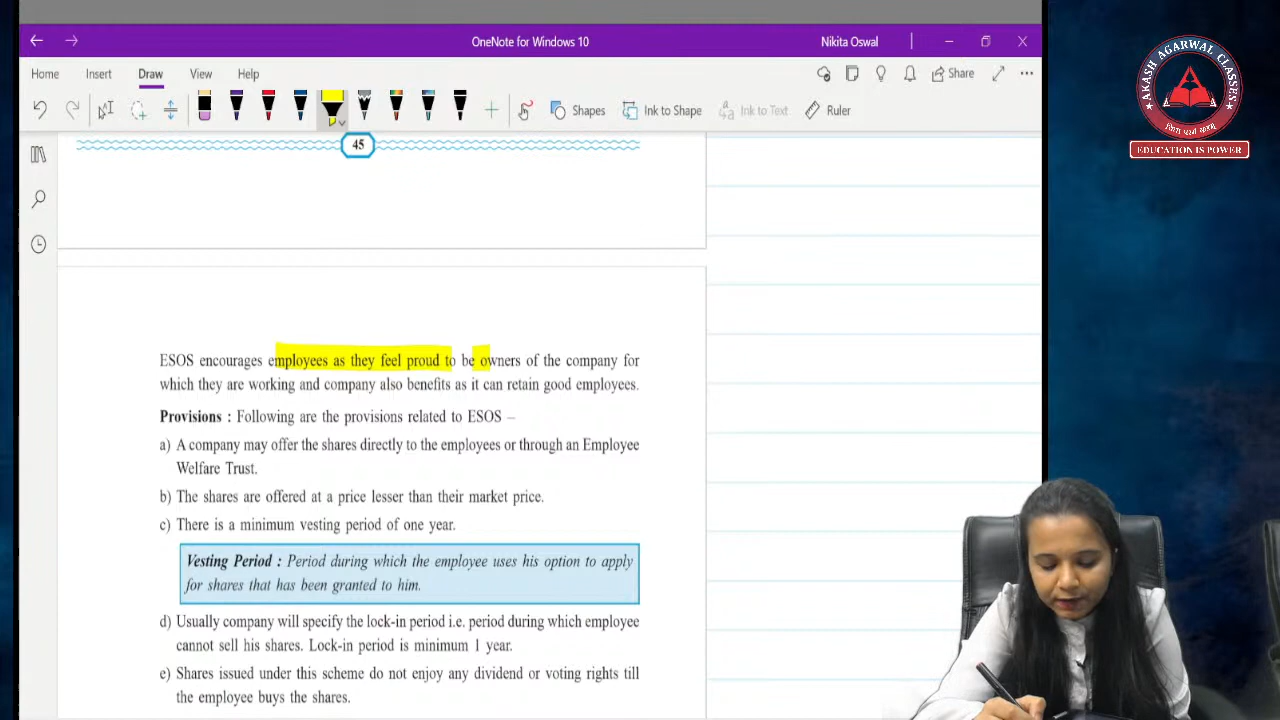 OneNote for Windows 10
Nikita Oswal
Home Insert Draw View Help
Share
Shapes Ink to Shape Ink to Text Ruler
45
ESOS encourages employees as they feel proud to be owners of the company for
which they are working and company also benefits as it can retain good employees.
Provisions : Following are the provisions related to ESOS –
a) A company may offer the shares directly to the employees or through an Employee
Welfare Trust.
b) The shares are offered at a price lesser than their market price.
c) There is a minimum vesting period of one year.
Vesting Period : Period during which the employee uses his option to apply
for shares that has been granted to him.
d) Usually company will specify the lock-in period i.e. period during which employee
cannot sell his shares. Lock-in period is minimum 1 year.
e) Shares issued under this scheme do not enjoy any dividend or voting rights till
the employee buys the shares.
AKASH AGARWAL CLASSES
EDUCATION IS POWER